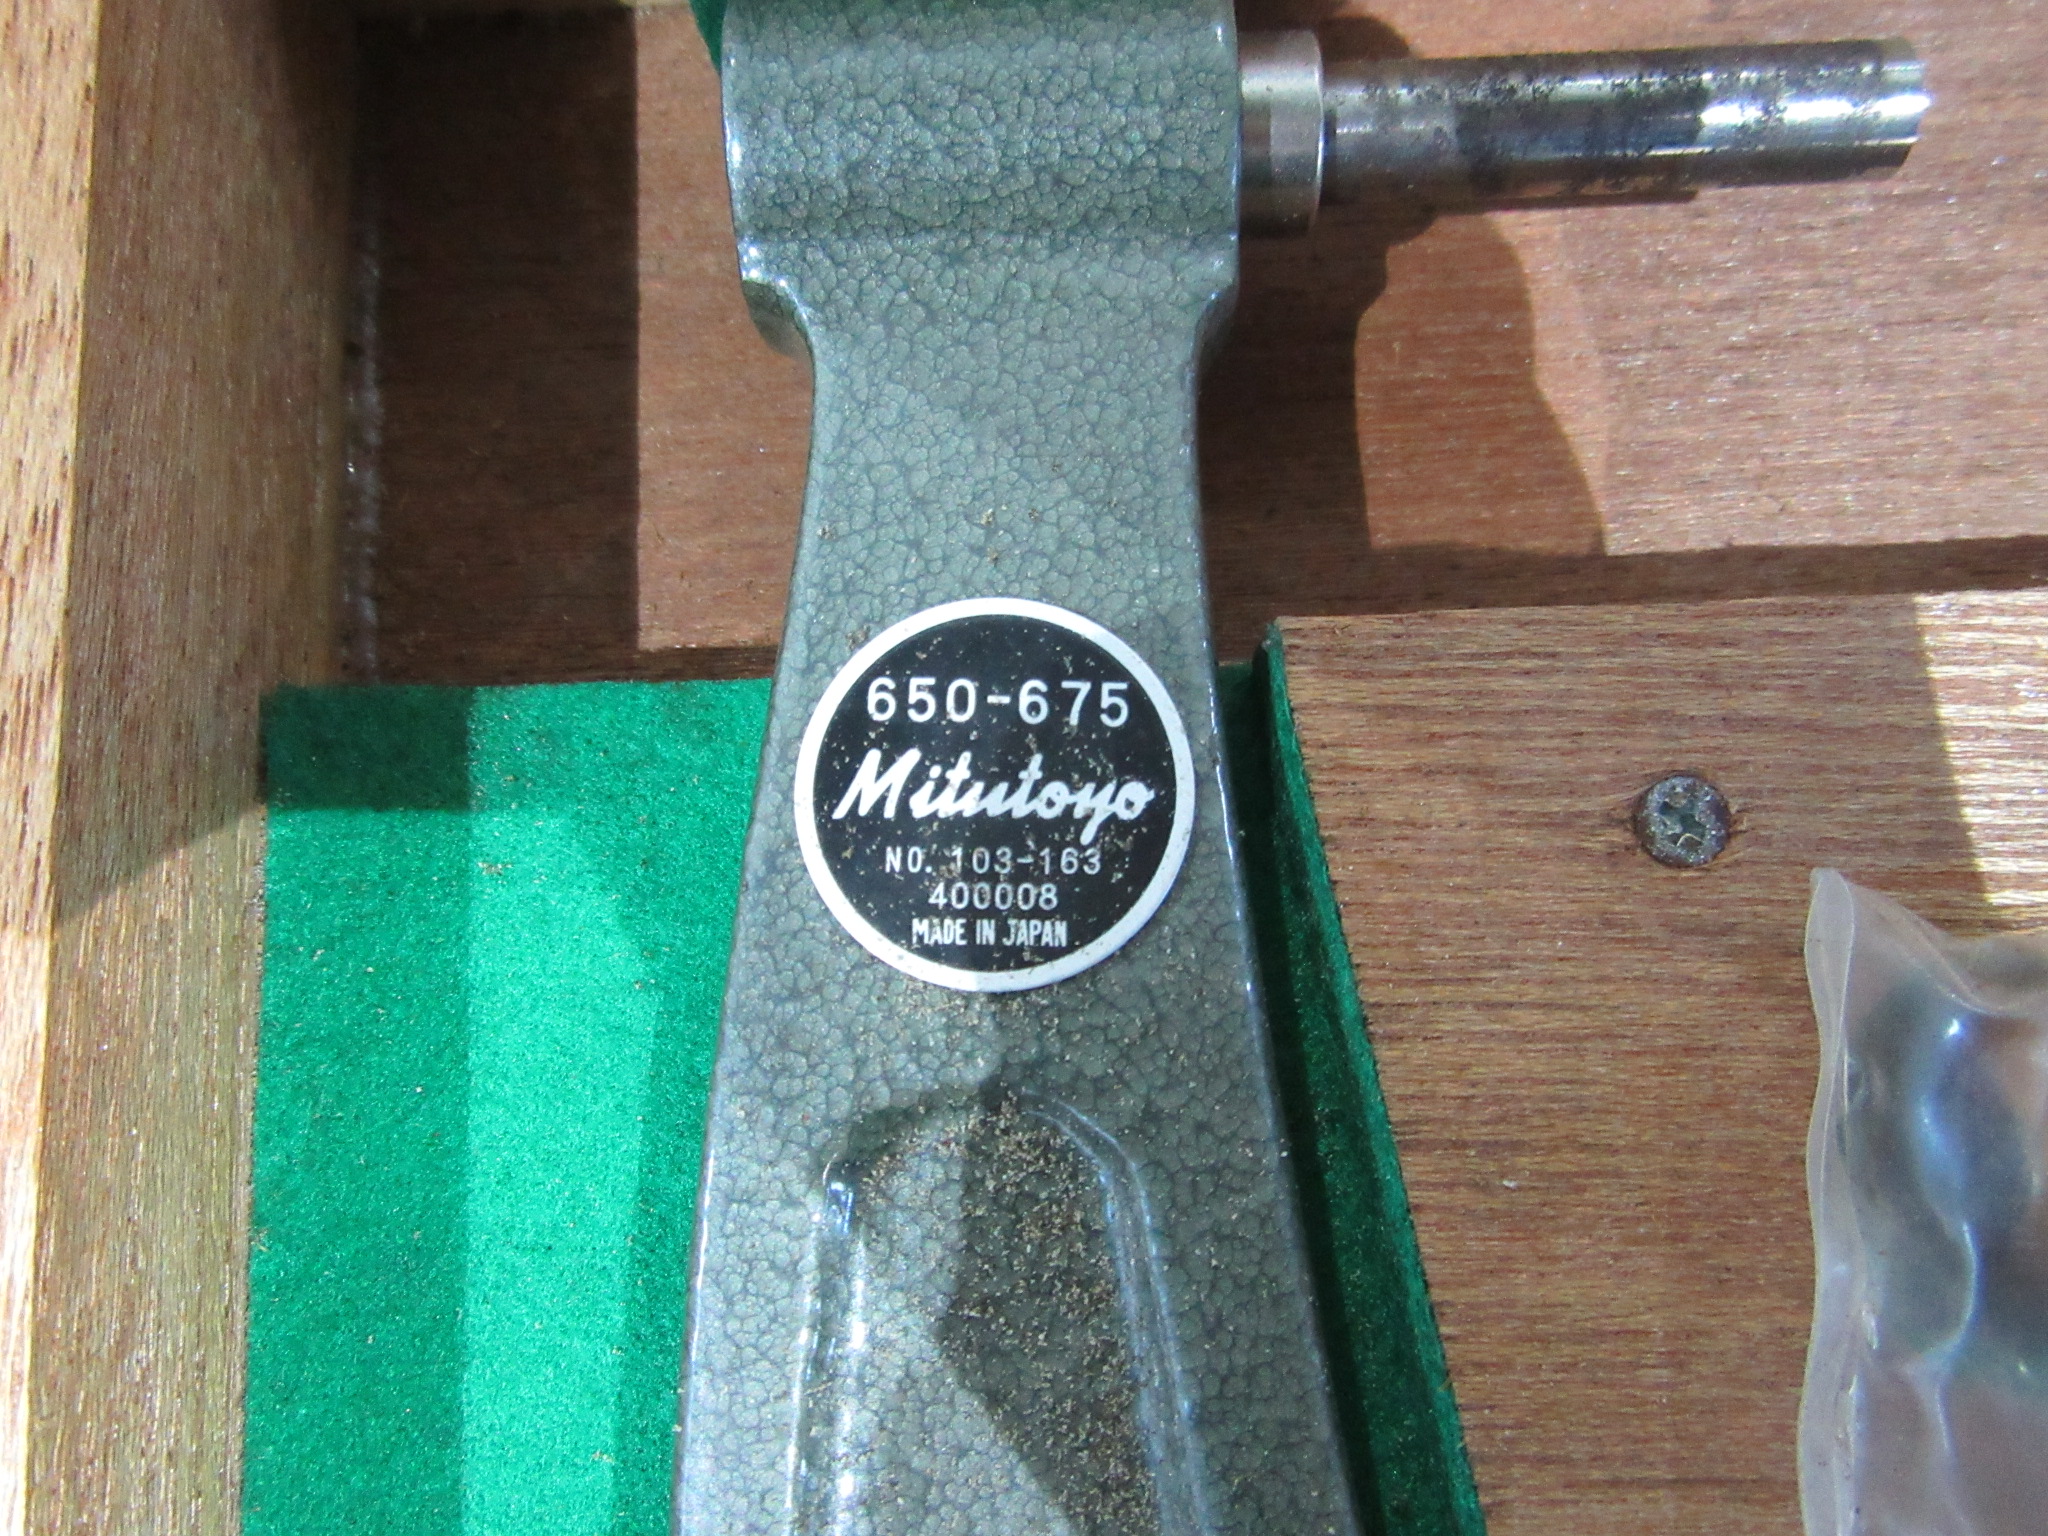 650-675
Mitutoyo
NO. 103-163
400008
MADE IN JAPAN